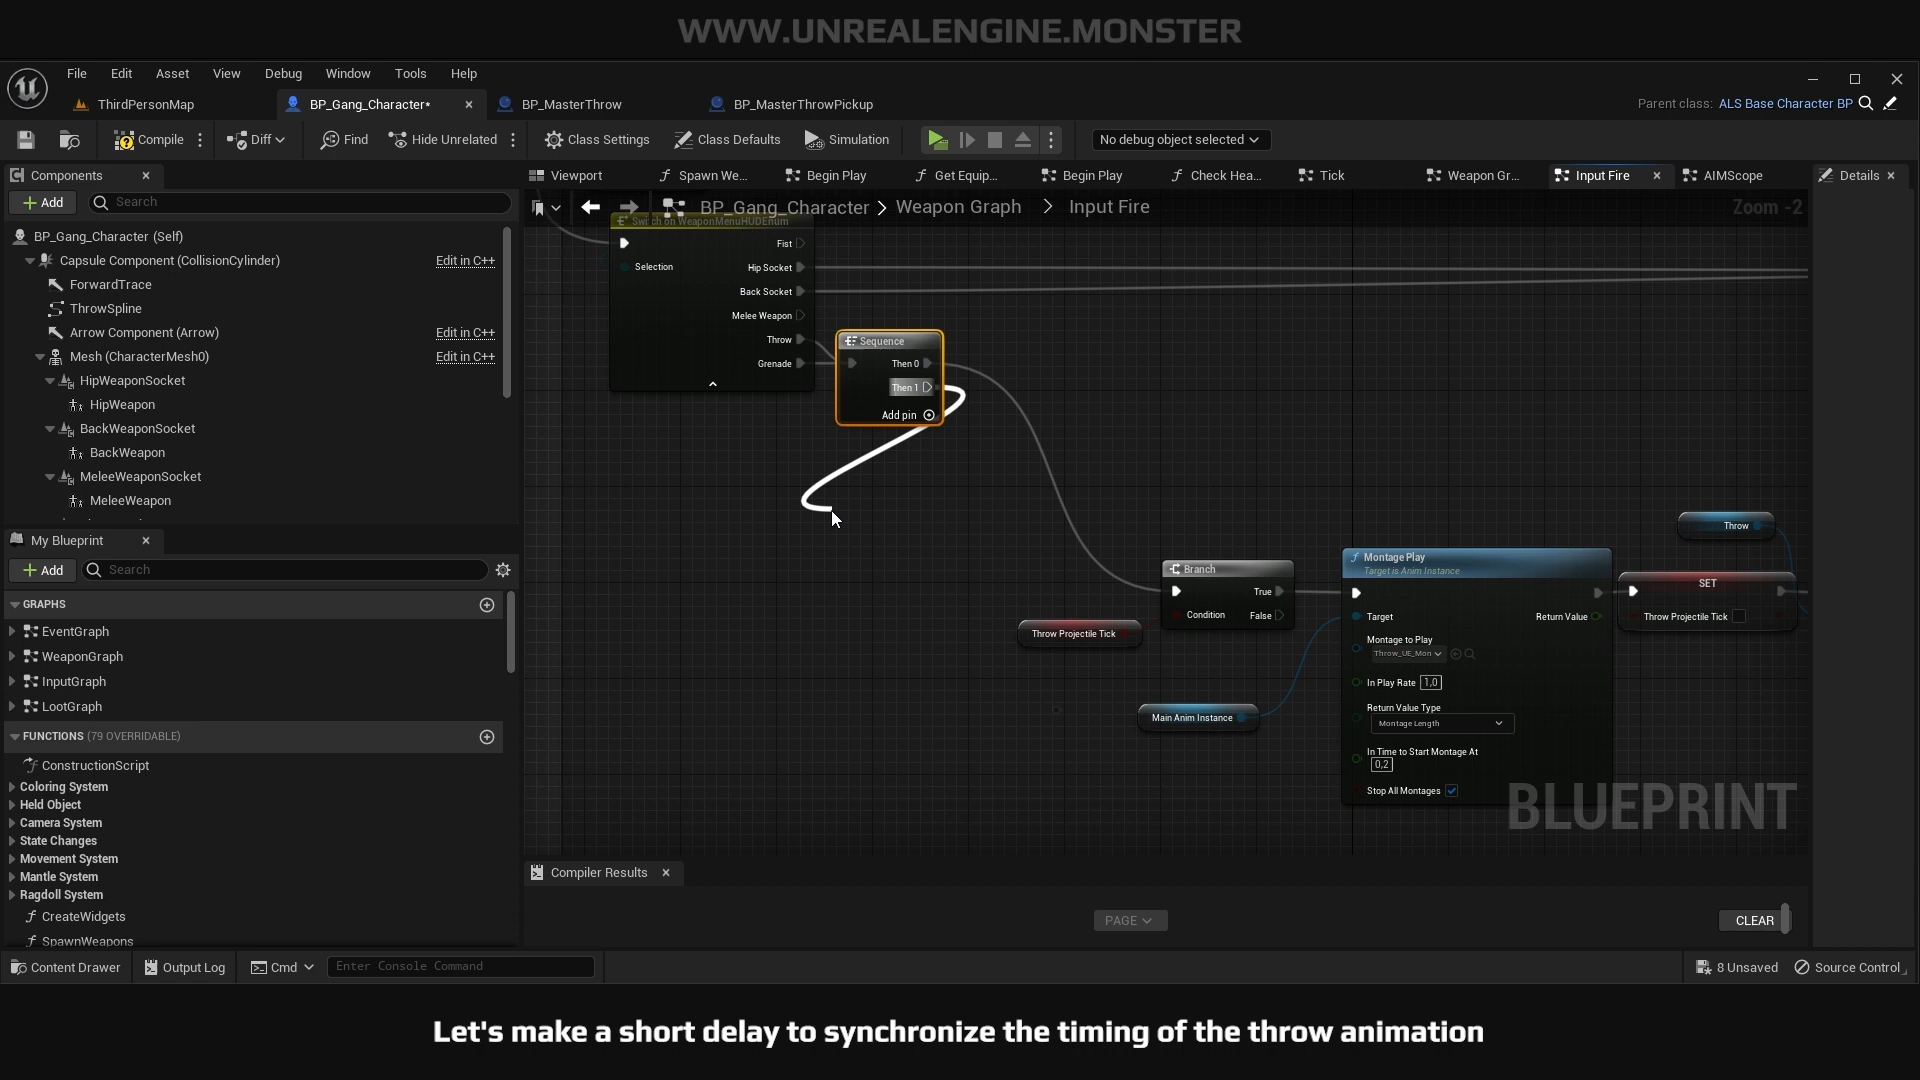 WWW.UNREALENGINE.MONSTER
File Edit Asset View Debug Window Tools Help
ThirdPersonMap BP_Gang_Character* BP_MasterThrow BP_MasterThrowPickup Parent class: ALS Base Character BP
Compile Diff Find Hide Unrelated Class Settings Class Defaults Simulation No debug object selected
Components
Add Search
BP_Gang_Character (Self)
Capsule Component (CollisionCylinder) Edit in C++
ForwardTrace
ThrowSpline
Arrow Component (Arrow) Edit in C++
Mesh (CharacterMesh0) Edit in C++
HipWeaponSocket
HipWeapon
BackWeaponSocket
BackWeapon
MeleeWeaponSocket
MeleeWeapon
My Blueprint
Add Search
GRAPHS
EventGraph
WeaponGraph
InputGraph
LootGraph
FUNCTIONS (79 OVERRIDABLE)
ConstructionScript
Coloring System
Held Object
Camera System
State Changes
Movement System
Mantle System
Ragdoll System
CreateWidgets
SpawnWeapons
Viewport Spawn We... Begin Play Get Equip... Begin Play Check Hea... Tick Weapon Gr... Input Fire AIMScope Details
BP_Gang_Character > Weapon Graph > Input Fire Zoom -2
Switch on WeaponMenuHUDEnum
Fist
Selection Hip Socket
Back Socket
Melee Weapon
Throw
Grenade
Sequence
Then 0
Then 1
Add pin
Branch
True
Condition False
Throw Projectile Tick
Main Anim Instance
Montage Play
Target is Anim Instance
Target Return Value
Montage to Play
Throw_UE_Mon
In Play Rate 1,0
Return Value Type
Montage Length
In Time to Start Montage At
0,2
Stop All Montages
Throw
SET
Throw Projectile Tick
BLUEPRINT
Compiler Results
PAGE CLEAR
Content Drawer Output Log Cmd Enter Console Command 8 Unsaved Source Control
Let's make a short delay to synchronize the timing of the throw animation